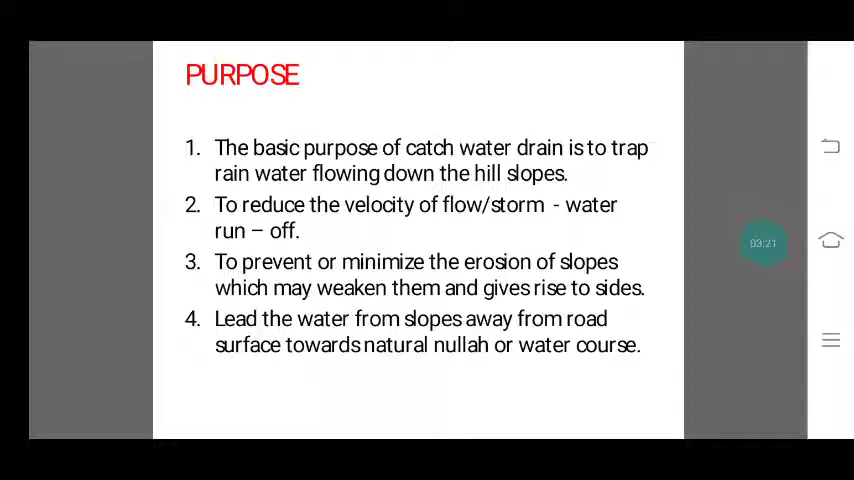 PURPOSE
1. The basic purpose of catch water drain is to trap
rain water flowing down the hill slopes.
2. To reduce the velocity of flow/storm - water
run – off.
3. To prevent or minimize the erosion of slopes
which may weaken them and gives rise to sides.
4. Lead the water from slopes away from road
surface towards natural nullah or water course.
03:21